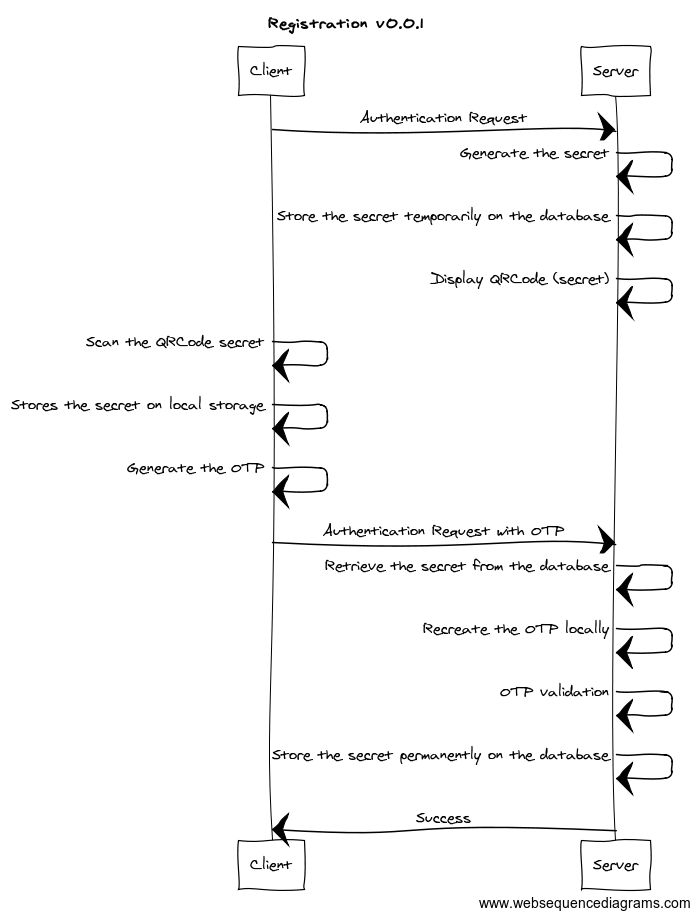 Registration v0.0.1
Client
Server
Authentication Request
Generate the secret
Store the secret temporarily on the database
Display QRCode (secret)
Scan the QRCode secret
Stores the secret on local storage
Generate the OTP
Authentication Request with OTP
Retrieve the secret from the database
Recreate the OTP locally
OTP validation
Store the secret permanently on the database
Success
Client
Server
www.websequencediagrams.com